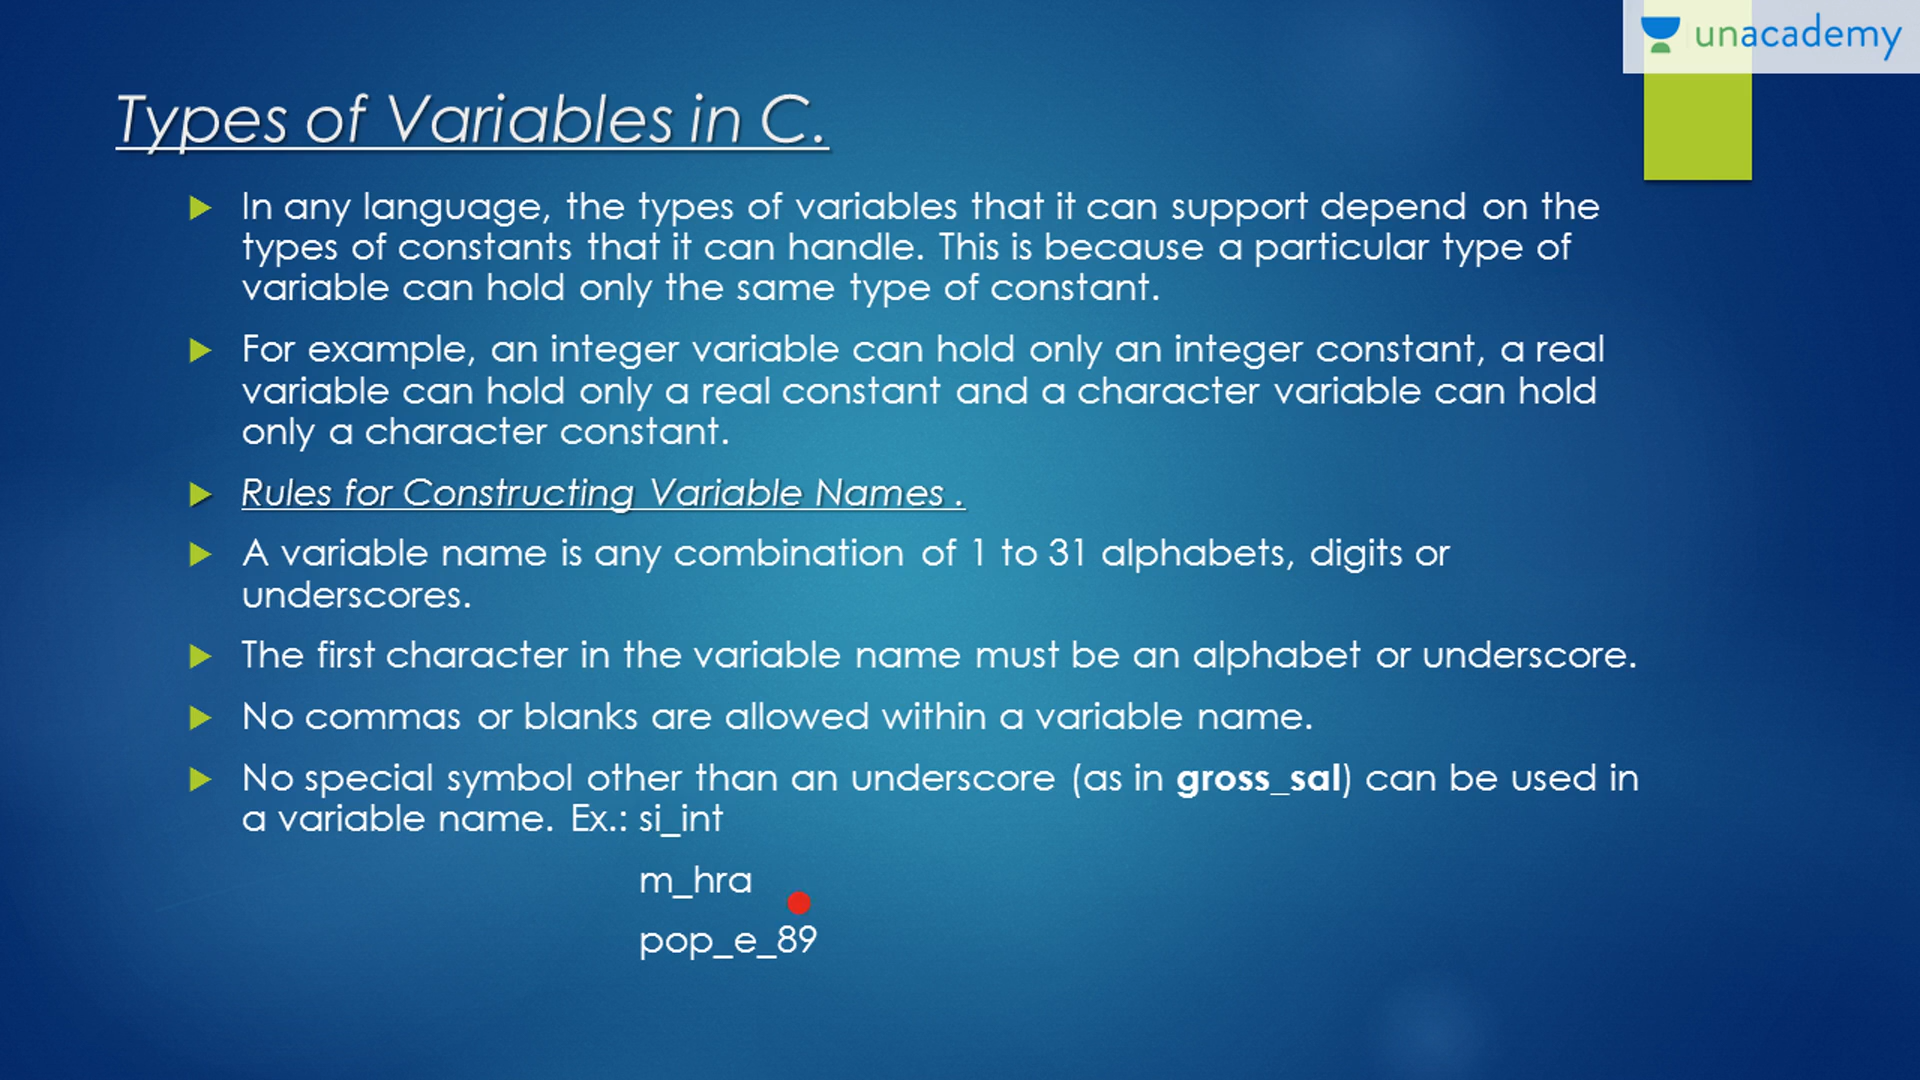 unacademy
Types of Variables in C.
In any language, the types of variables that it can support depend on the
types of constants that it can handle. This is because a particular type of
variable can hold only the same type of constant.
For example, an integer variable can hold only an integer constant, a real
variable can hold only a real constant and a character variable can hold
only a character constant.
Rules for Constructing Variable Names .
A variable name is any combination of 1 to 31 alphabets, digits or
underscores.
The first character in the variable name must be an alphabet or underscore.
No commas or blanks are allowed within a variable name.
No special symbol other than an underscore (as in gross_sal) can be used in
a variable name. Ex.: si_int
m_hra
pop_e_89